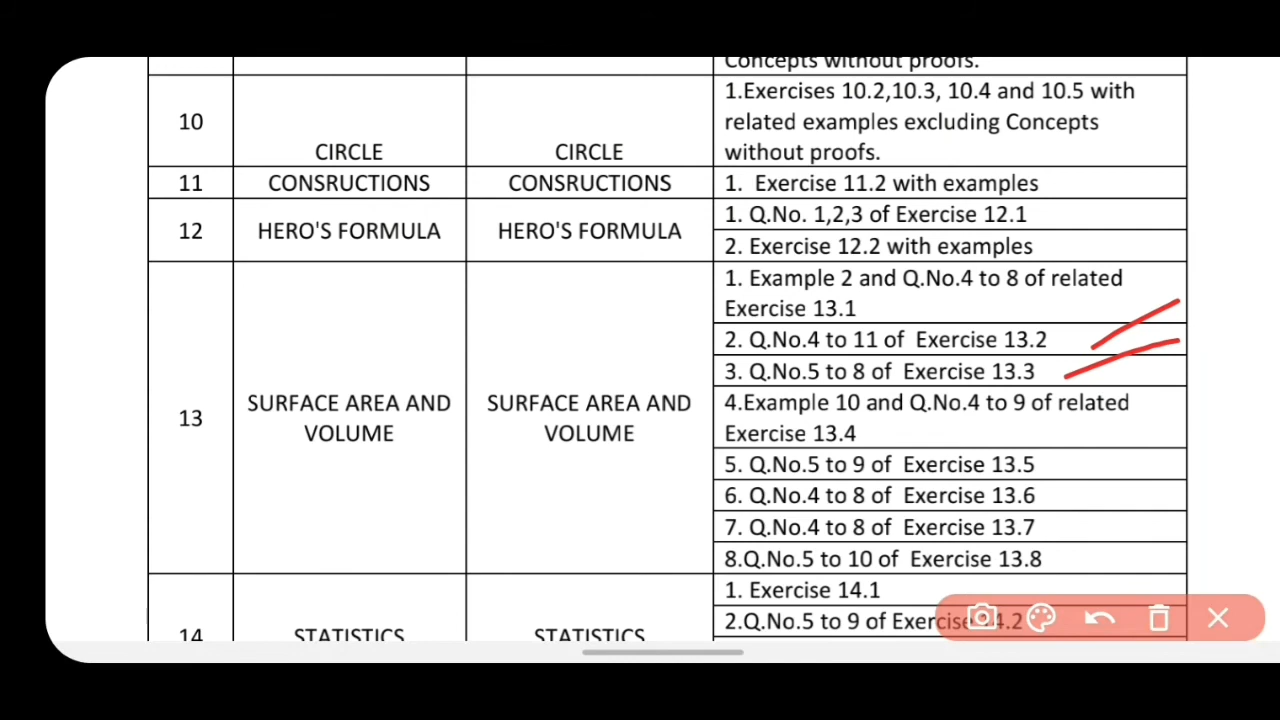 Concepts without proofs.
10
CIRCLE
CIRCLE
1.Exercises 10.2,10.3, 10.4 and 10.5 with
related examples excluding Concepts
without proofs.
11
CONSRUCTIONS
CONSRUCTIONS
1. Exercise 11.2 with examples
12
HERO'S FORMULA
HERO'S FORMULA
1. Q.No. 1,2,3 of Exercise 12.1
2. Exercise 12.2 with examples
13
SURFACE AREA AND
VOLUME
SURFACE AREA AND
VOLUME
1. Example 2 and Q.No.4 to 8 of related
Exercise 13.1
2. Q.No.4 to 11 of Exercise 13.2
3. Q.No.5 to 8 of Exercise 13.3
4.Example 10 and Q.No.4 to 9 of related
Exercise 13.4
5. Q.No.5 to 9 of Exercise 13.5
6. Q.No.4 to 8 of Exercise 13.6
7. Q.No.4 to 8 of Exercise 13.7
8.Q.No.5 to 10 of Exercise 13.8
14
STATISTICS
STATISTICS
1. Exercise 14.1
2.Q.No.5 to 9 of Exercise 14.2